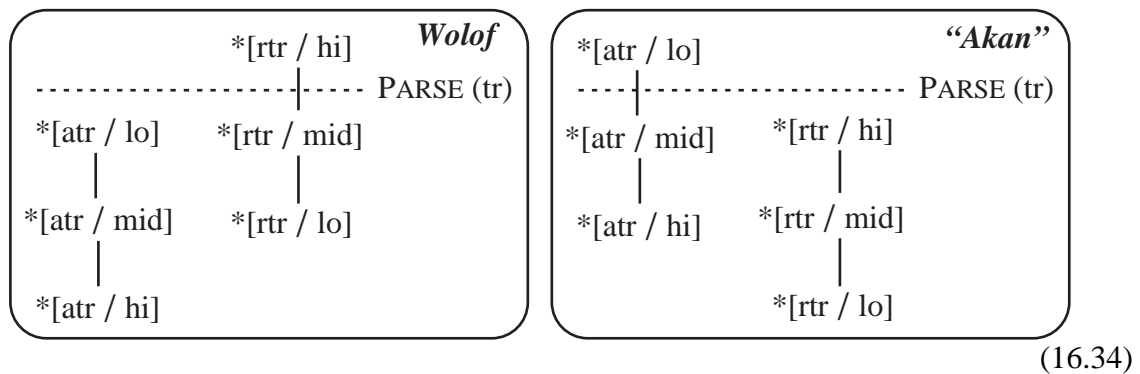 *[rtr / hi] Wolof
PARSE (tr)
*[atr / lo] *[rtr / mid]
*[atr / mid] *[rtr / lo]
*[atr / hi]
*[atr / lo] “Akan”
PARSE (tr)
*[atr / mid] *[rtr / hi]
*[atr / hi] *[rtr / mid]
*[rtr / lo]
(16.34)